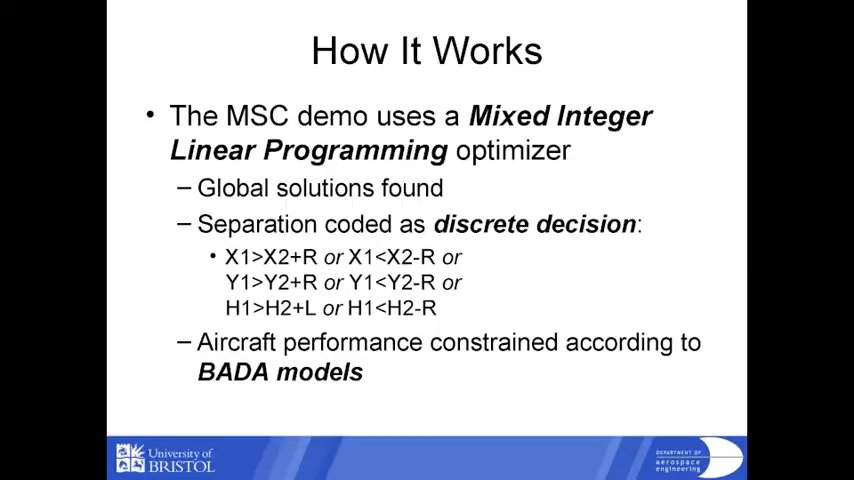 How It Works
• The MSC demo uses a Mixed Integer
Linear Programming optimizer
– Global solutions found
– Separation coded as discrete decision:
• X1>X2+R or X1<X2-R or
Y1>Y2+R or Y1<Y2-R or
H1>H2+L or H1<H2-R
– Aircraft performance constrained according to
BADA models
University of
BRISTOL
DEPARTMENT OF
aerospace
engineering